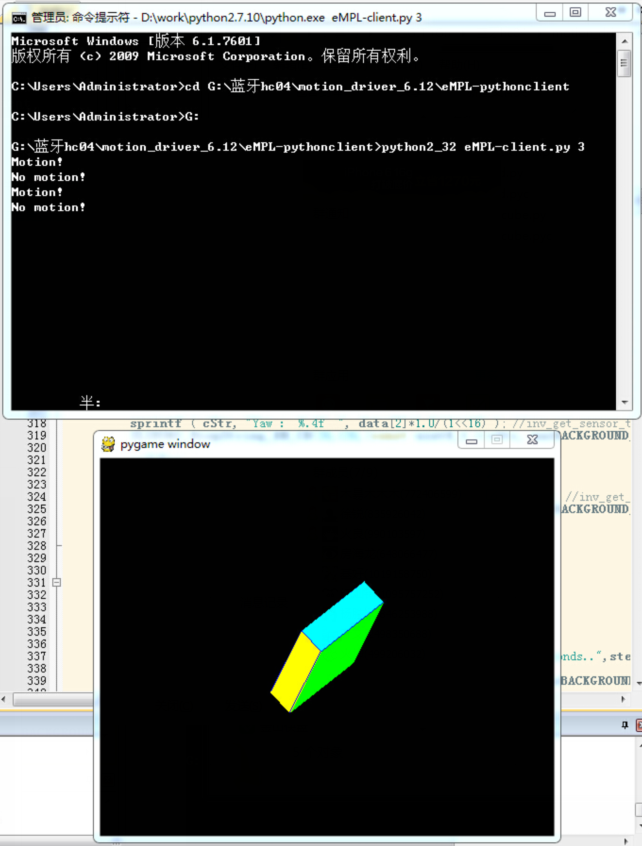 管理员: 命令提示符 - D:\work\python2.7.10\python.exe  eMPL-client.py 3
Microsoft Windows [版本 6.1.7601]
版权所有 (c) 2009 Microsoft Corporation。保留所有权利。
C:\Users\Administrator>cd G:\蓝牙hc04\motion_driver_6.12\eMPL-pythonclient
C:\Users\Administrator>G:
G:\蓝牙hc04\motion_driver_6.12\eMPL-pythonclient>python2_32 eMPL-client.py 3
Motion!
No motion!
Motion!
No motion!
半:
318 sprintf ( cStr, "Yaw :  %.4f  ", data[2]*1.0/(1<<16) ); //inv_get_sensor_t
319 ACKGROUND_
pygame window
320
321
322
323
324 //inv_get_
325 ACKGROUND_
326
327
328
329
330
331
332
333
334
335
336
337 onds..",ste
338
339 BACKGROUND